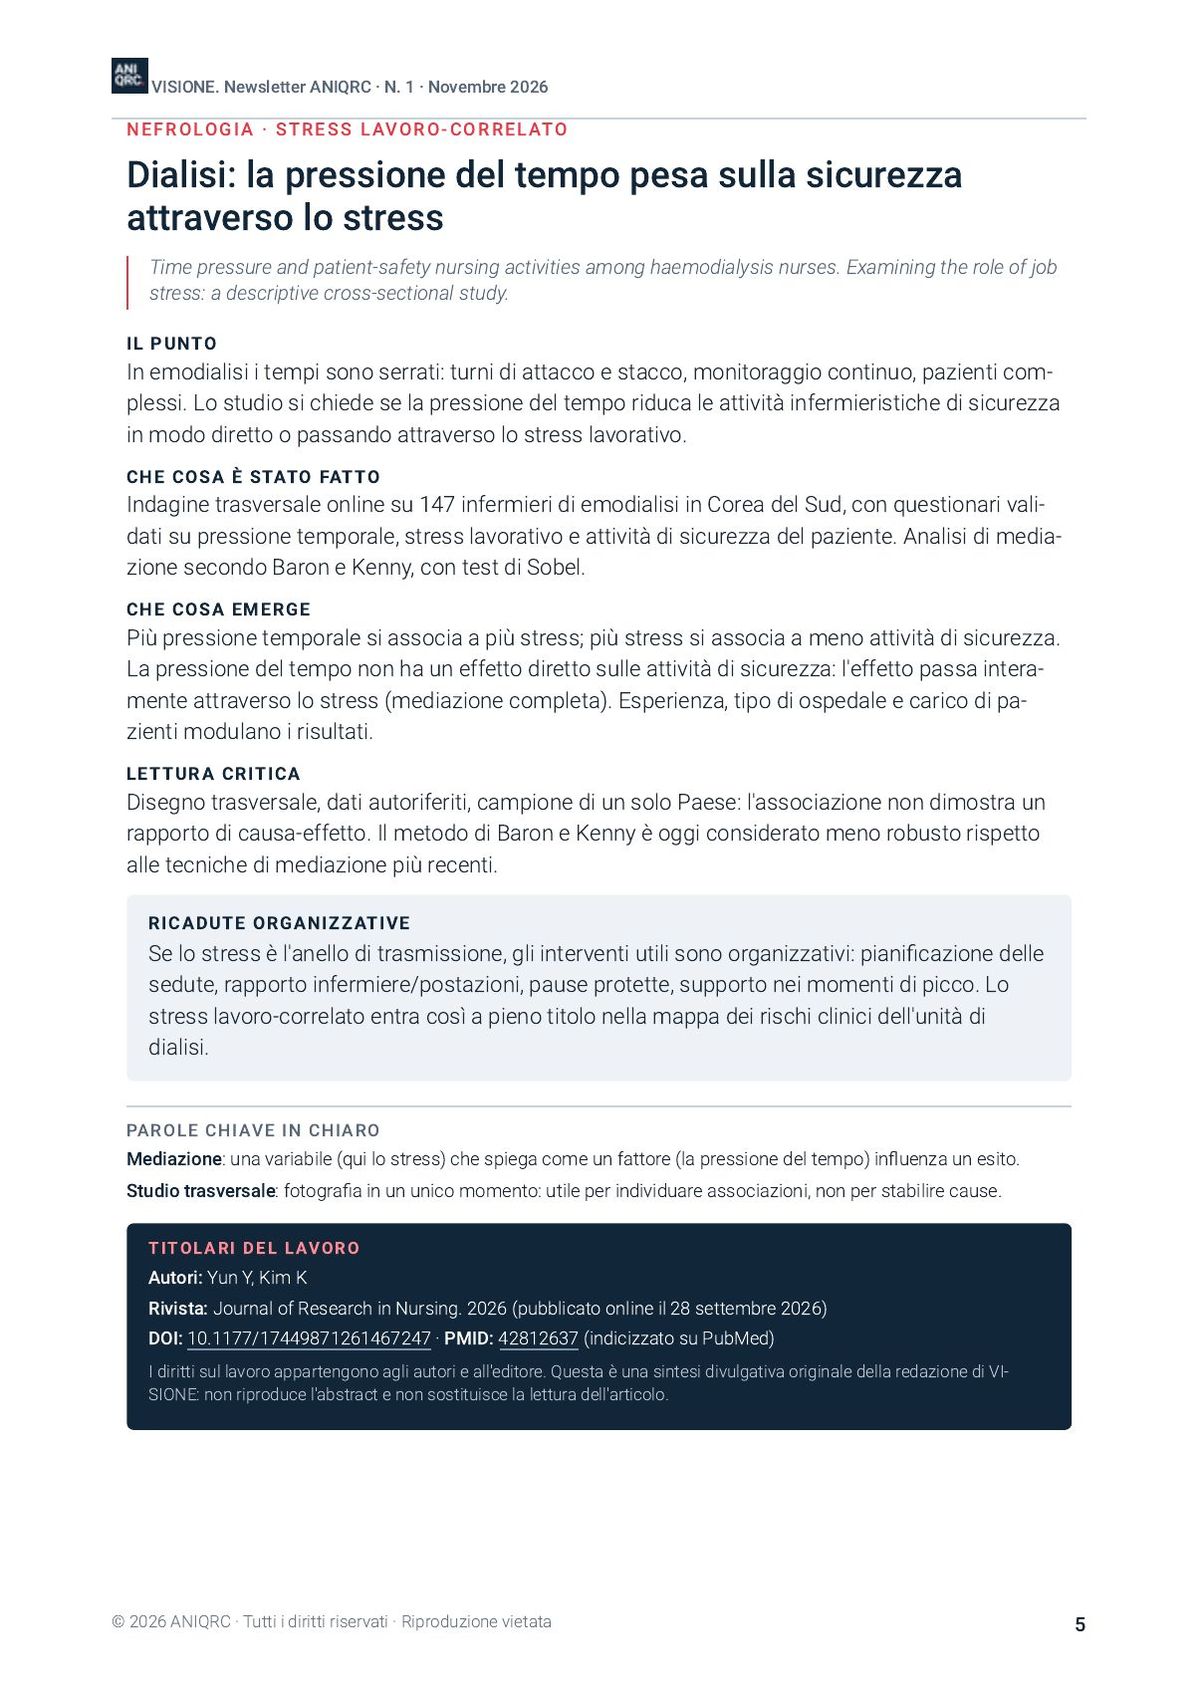 ANI
QRC
VISIONE. Newsletter ANIQRC · N. 1 · Novembre 2026
NEFROLOGIA · STRESS LAVORO-CORRELATO
Dialisi: la pressione del tempo pesa sulla sicurezza
attraverso lo stress
Time pressure and patient-safety nursing activities among haemodialysis nurses. Examining the role of job
stress: a descriptive cross-sectional study.
IL PUNTO
In emodialisi i tempi sono serrati: turni di attacco e stacco, monitoraggio continuo, pazienti com-
plessi. Lo studio si chiede se la pressione del tempo riduca le attività infermieristiche di sicurezza
in modo diretto o passando attraverso lo stress lavorativo.
CHE COSA È STATO FATTO
Indagine trasversale online su 147 infermieri di emodialisi in Corea del Sud, con questionari vali-
dati su pressione temporale, stress lavorativo e attività di sicurezza del paziente. Analisi di media-
zione secondo Baron e Kenny, con test di Sobel.
CHE COSA EMERGE
Più pressione temporale si associa a più stress; più stress si associa a meno attività di sicurezza.
La pressione del tempo non ha un effetto diretto sulle attività di sicurezza: l'effetto passa intera-
mente attraverso lo stress (mediazione completa). Esperienza, tipo di ospedale e carico di pa-
zienti modulano i risultati.
LETTURA CRITICA
Disegno trasversale, dati autoriferiti, campione di un solo Paese: l'associazione non dimostra un
rapporto di causa-effetto. Il metodo di Baron e Kenny è oggi considerato meno robusto rispetto
alle tecniche di mediazione più recenti.
RICADUTE ORGANIZZATIVE
Se lo stress è l'anello di trasmissione, gli interventi utili sono organizzativi: pianificazione delle
sedute, rapporto infermiere/postazioni, pause protette, supporto nei momenti di picco. Lo
stress lavoro-correlato entra così a pieno titolo nella mappa dei rischi clinici dell'unità di
dialisi.
PAROLE CHIAVE IN CHIARO
Mediazione: una variabile (qui lo stress) che spiega come un fattore (la pressione del tempo) influenza un esito.
Studio trasversale: fotografia in un unico momento: utile per individuare associazioni, non per stabilire cause.
TITOLARI DEL LAVORO
Autori: Yun Y, Kim K
Rivista: Journal of Research in Nursing. 2026 (pubblicato online il 28 settembre 2026)
DOI: 10.1177/17449871261467247 · PMID: 42812637 (indicizzato su PubMed)
I diritti sul lavoro appartengono agli autori e all'editore. Questa è una sintesi divulgativa originale della redazione di VI-
SIONE: non riproduce l'abstract e non sostituisce la lettura dell'articolo.
© 2026 ANIQRC · Tutti i diritti riservati · Riproduzione vietata
5